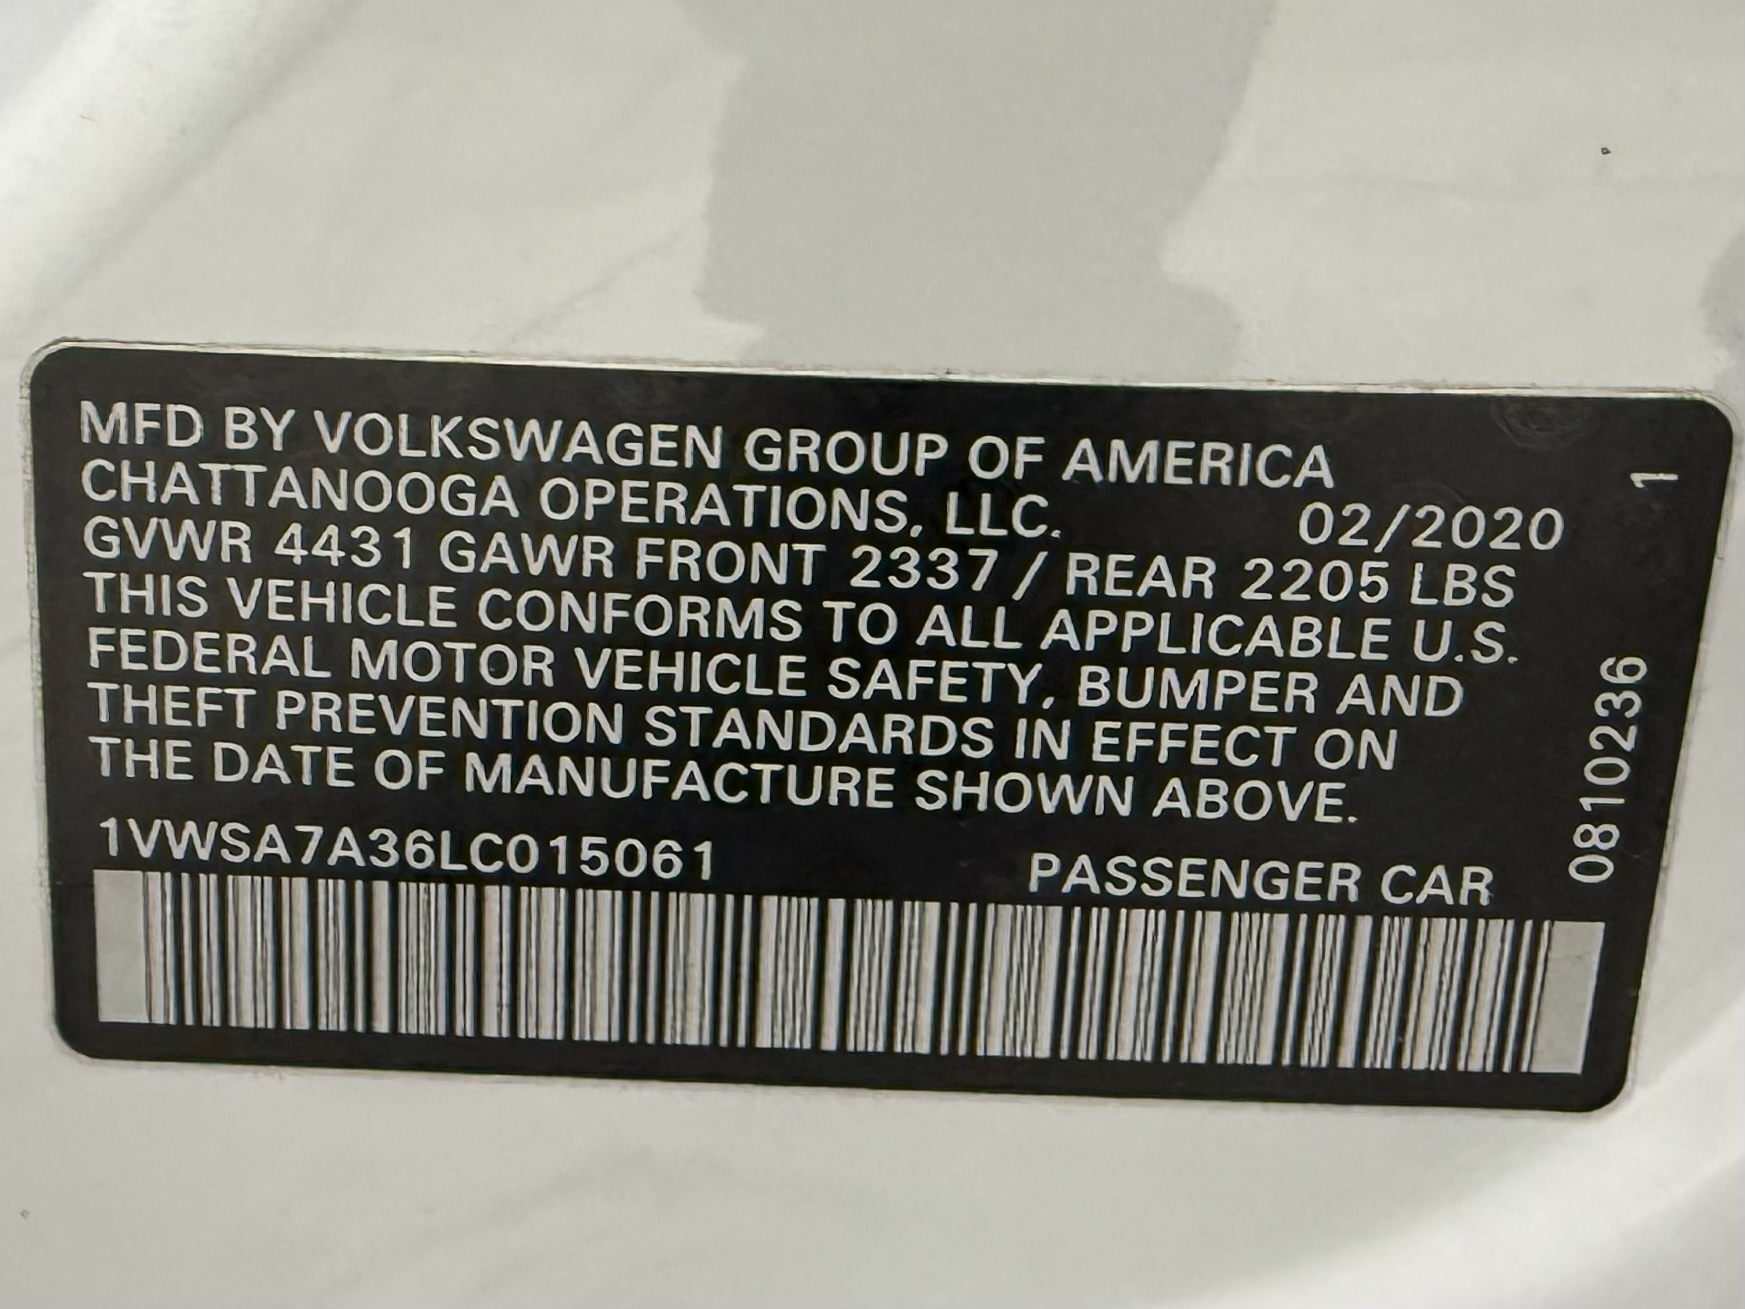 MFD BY VOLKSWAGEN GROUP OF AMERICA
CHATTANOOGA OPERATIONS, LLC. 02/2020
GVWR 4431 GAWR FRONT 2337 / REAR 2205 LBS
THIS VEHICLE CONFORMS TO ALL APPLICABLE U.S.
FEDERAL MOTOR VEHICLE SAFETY, BUMPER AND
THEFT PREVENTION STANDARDS IN EFFECT ON
THE DATE OF MANUFACTURE SHOWN ABOVE.
1VWSA7A36LC015061 PASSENGER CAR
0810236 1